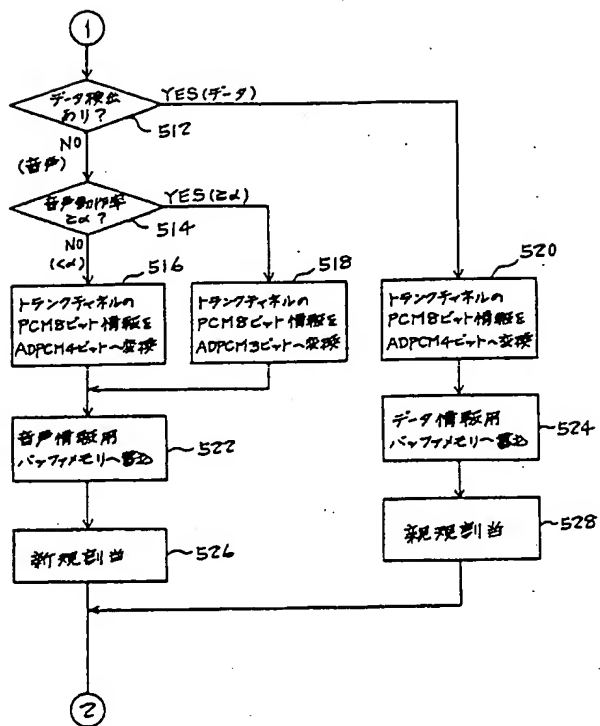 1
データ検出
あり?
YES(データ)
512
NO
(音声)
音声動作率
≧α?
YES(≧α)
514
NO
(<α)
516
トランクチャネルの
PCM8ビット情報を
ADPCM4ビットへ変換
518
トランクチャネルの
PCM8ビット情報を
ADPCM3ビットへ変換
520
トランクチャネルの
PCM8ビット情報を
ADPCM4ビットへ変換
音声情報用
バッファメモリへ蓄積
522
データ情報用
バッファメモリへ蓄積
524
新規割当
526
新規割当
528
2